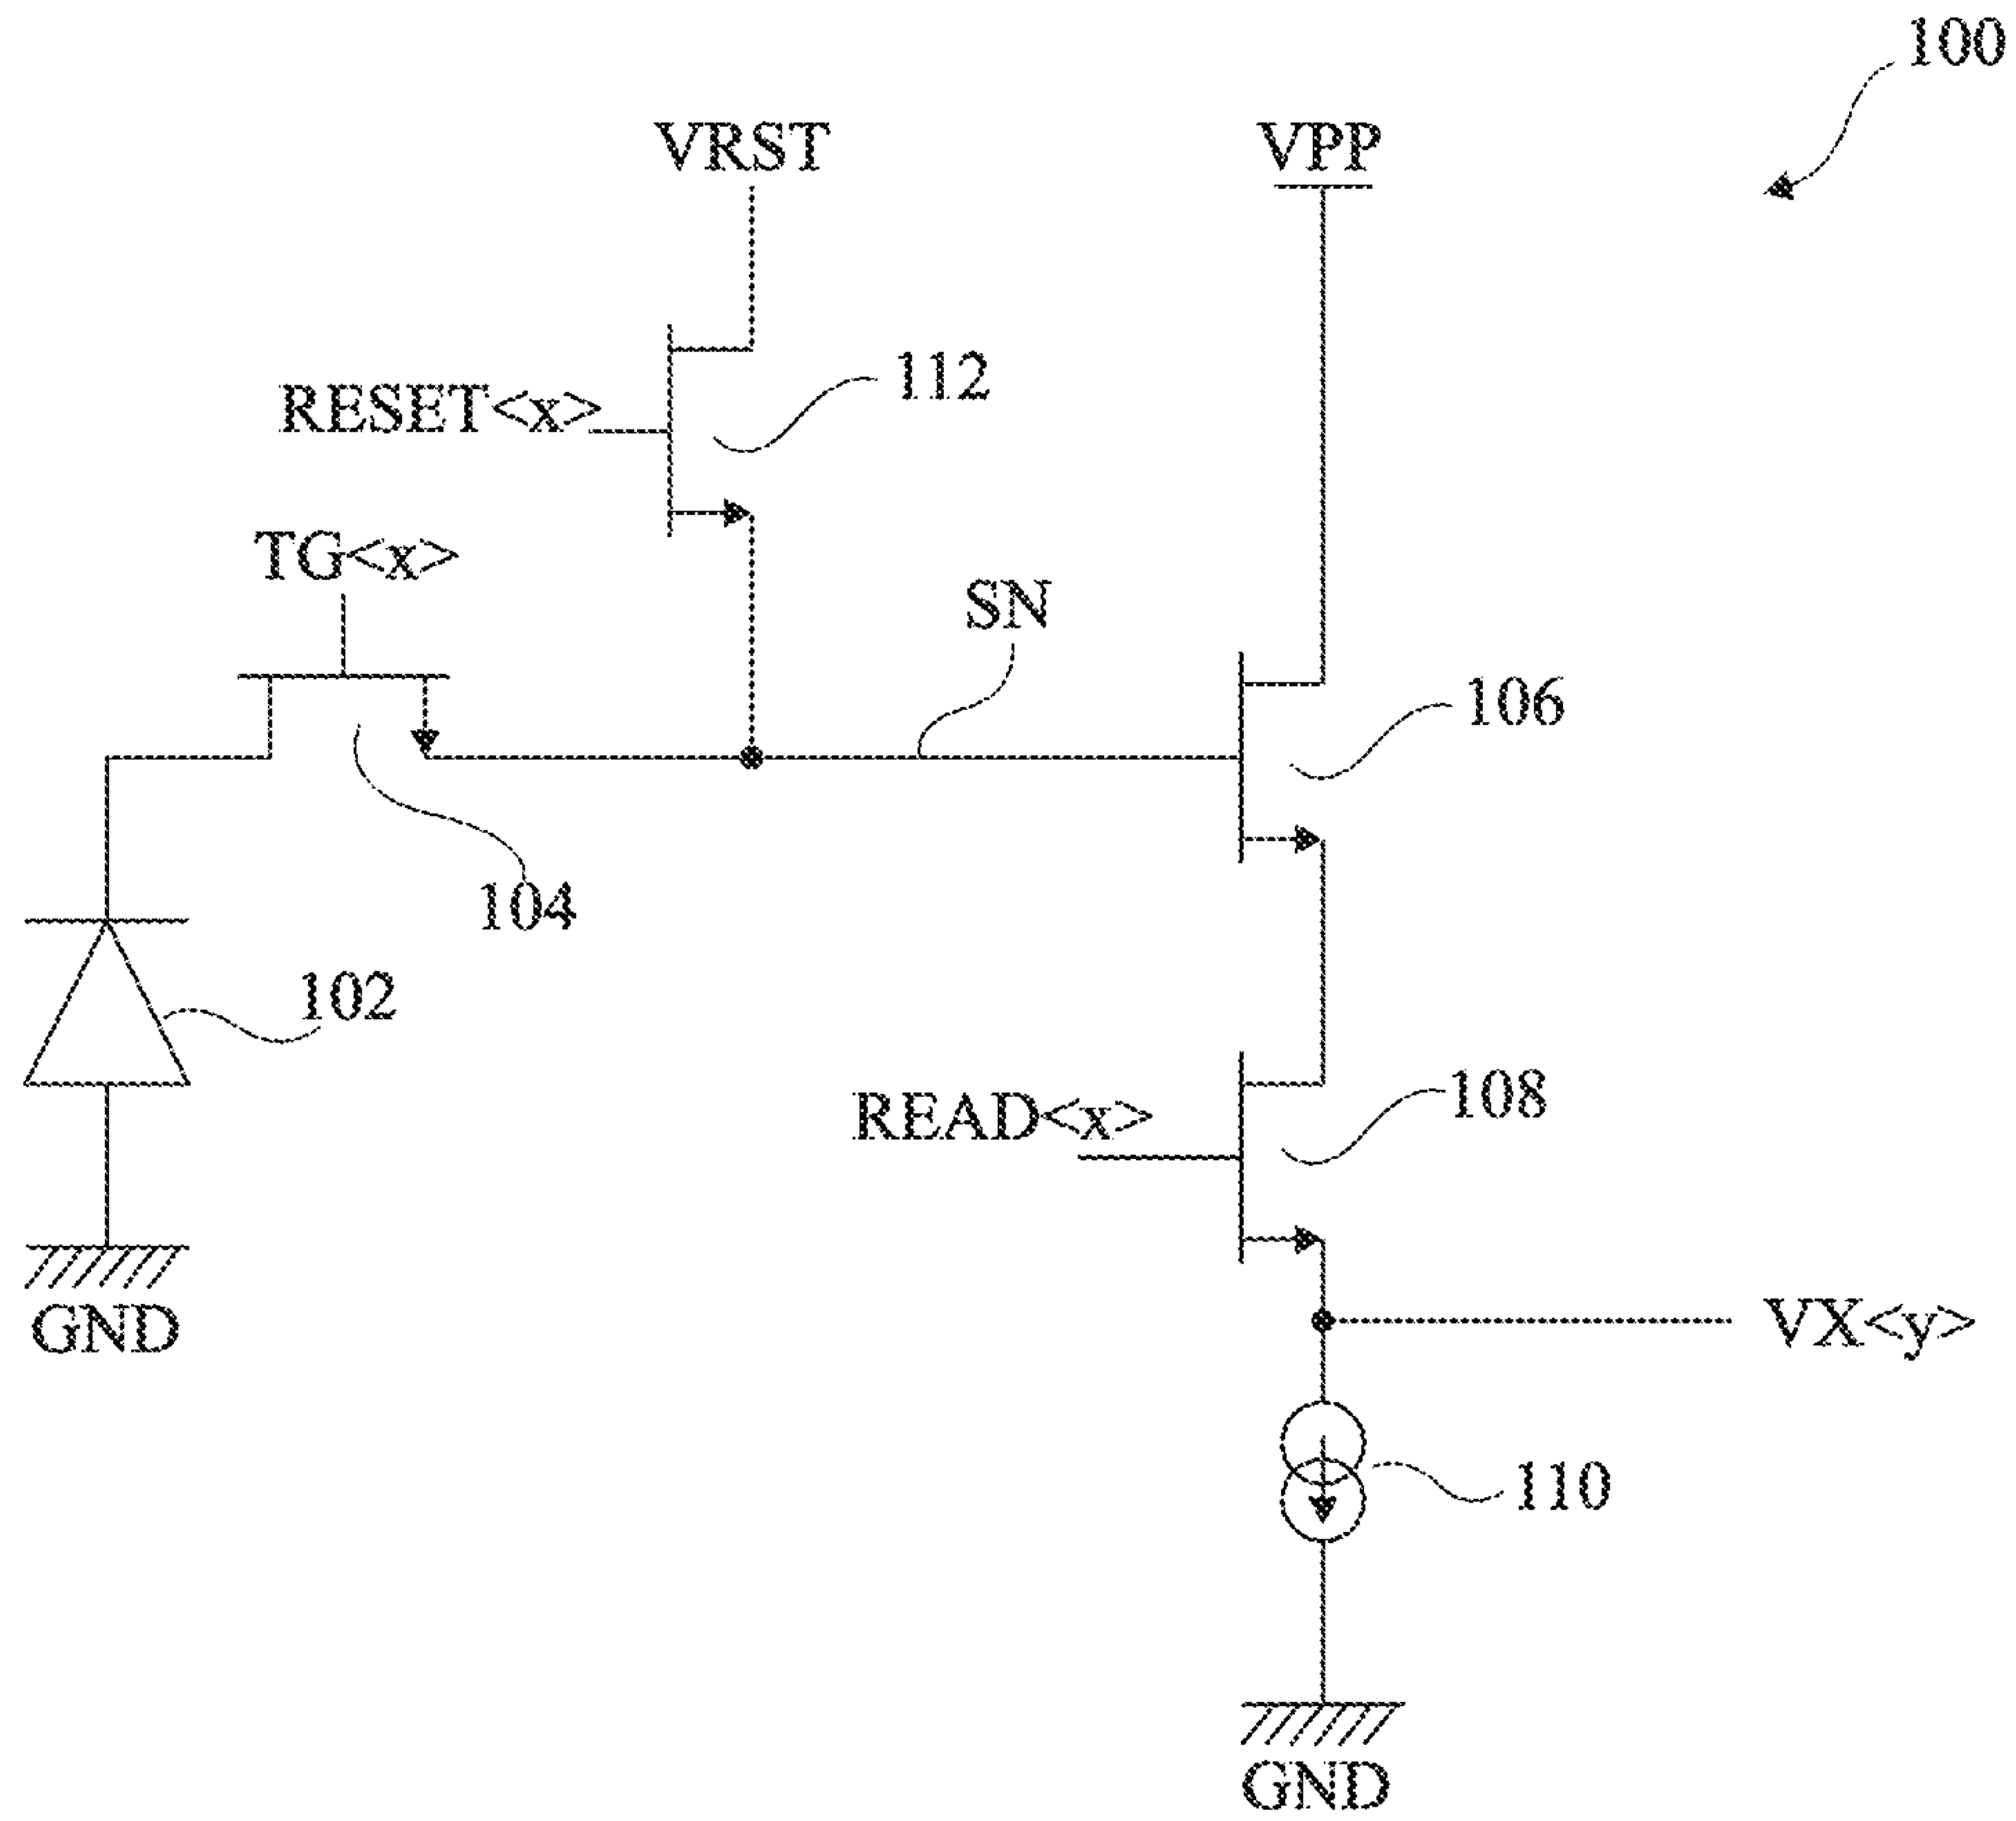 100
VRST
VPP
112
RESET<x>
TG<x>
SN
106
104
102
108
READ<x>
GND
VX<y>
110
GND